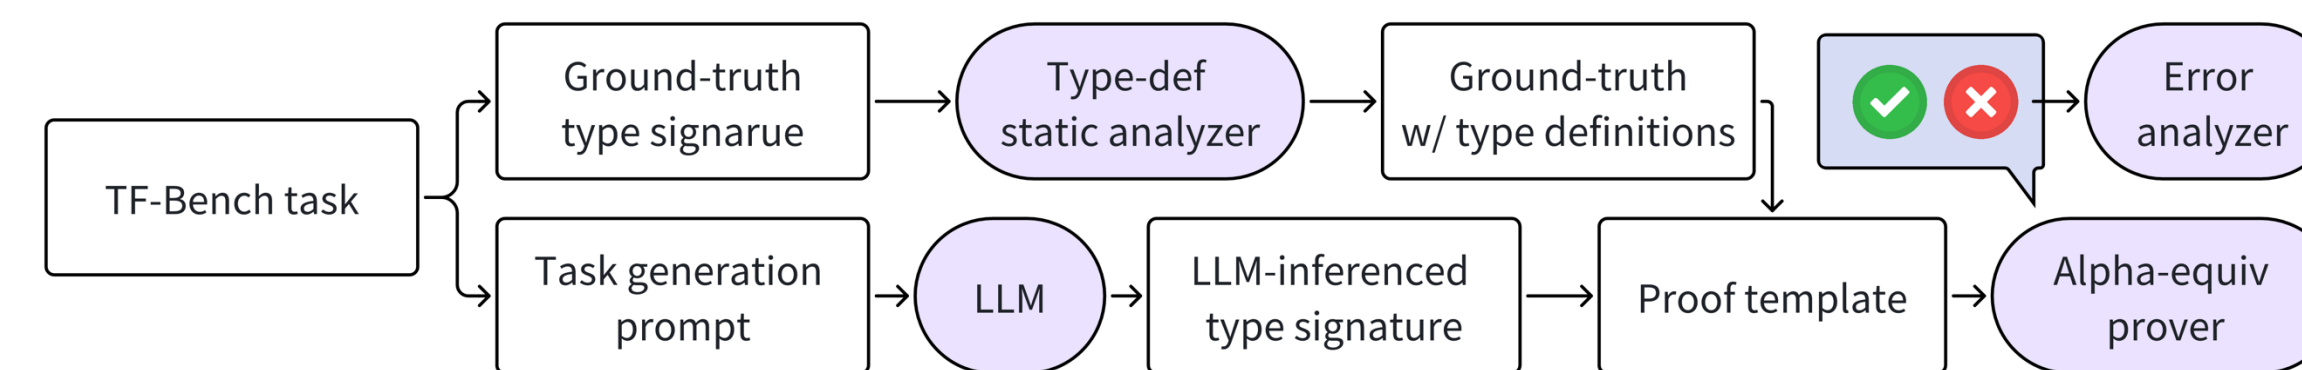 TF-Bench task
Ground-truth
type signarue
Type-def
static analyzer
Ground-truth
w/ type definitions
Error
analyzer
Task generation
prompt
LLM
LLM-inferenced
type signature
Proof template
Alpha-equiv
prover